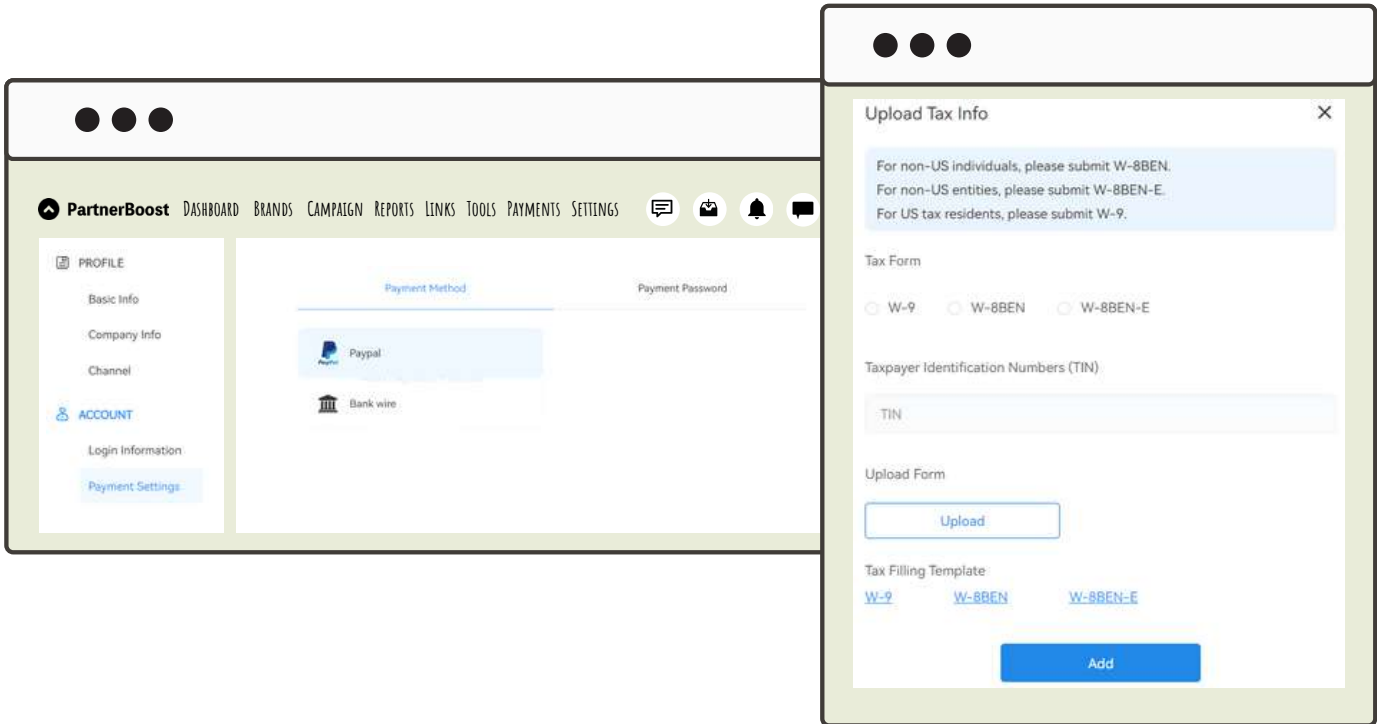 PartnerBoost DASHBOARD BRANDS CAMPAIGN REPORTS LINKS TOOLS PAYMENTS SETTINGS
PROFILE
Basic Info
Company Info
Channel
ACCOUNT
Login Information
Payment Settings
Payment Method Payment Password
PayPal Paypal
Bank wire
Upload Tax Info
For non-US individuals, please submit W-8BEN.
For non-US entities, please submit W-8BEN-E.
For US tax residents, please submit W-9.
Tax Form
W-9 W-8BEN W-8BEN-E
Taxpayer Identification Numbers (TIN)
TIN
Upload Form
Upload
Tax Filling Template
W-9 W-8BEN W-8BEN-E
Add